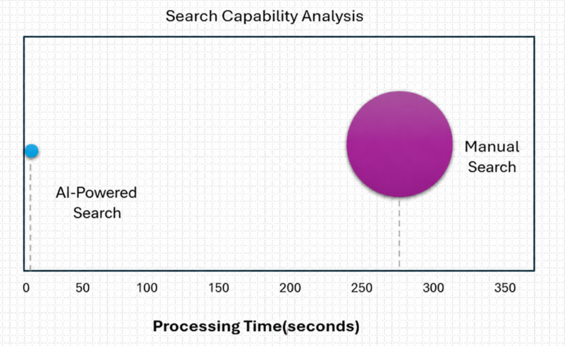 Search Capability Analysis
Manual
Search
AI-Powered
Search
0 50 100 150 200 250 300 350
Processing Time(seconds)